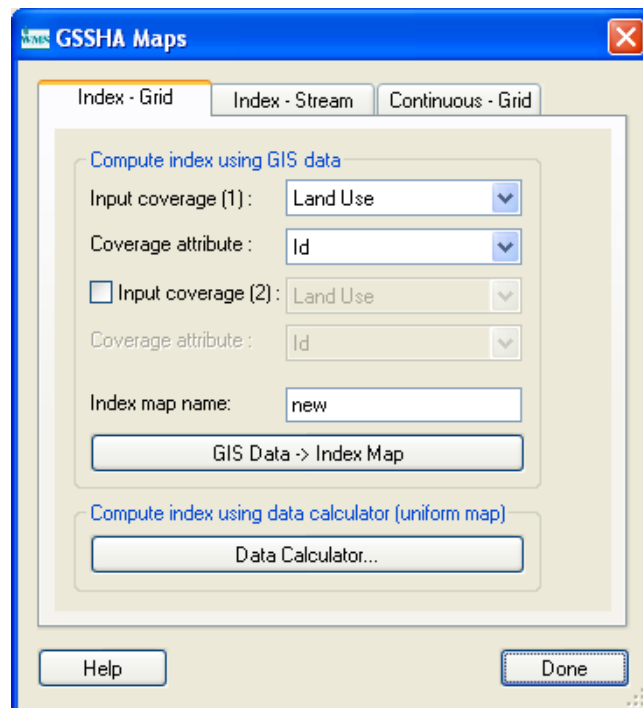 WMS GSSHA Maps
Index - Grid Index - Stream Continuous - Grid
Compute index using GIS data
Input coverage (1) : Land Use
Coverage attribute : Id
Input coverage (2) : Land Use
Coverage attribute : Id
Index map name: new
GIS Data -> Index Map
Compute index using data calculator (uniform map)
Data Calculator...
Help Done